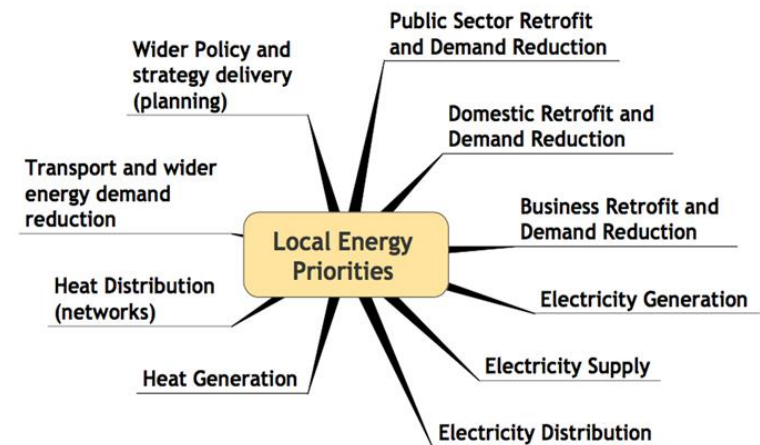 Public Sector Retrofit
and Demand Reduction
Domestic Retrofit and
Demand Reduction
Business Retrofit and
Demand Reduction
Electricity Generation
Electricity Supply
Electricity Distribution
Heat Generation
Heat Distribution
(networks)
Transport and wider
energy demand
reduction
Wider Policy and
strategy delivery
(planning)
Local Energy
Priorities